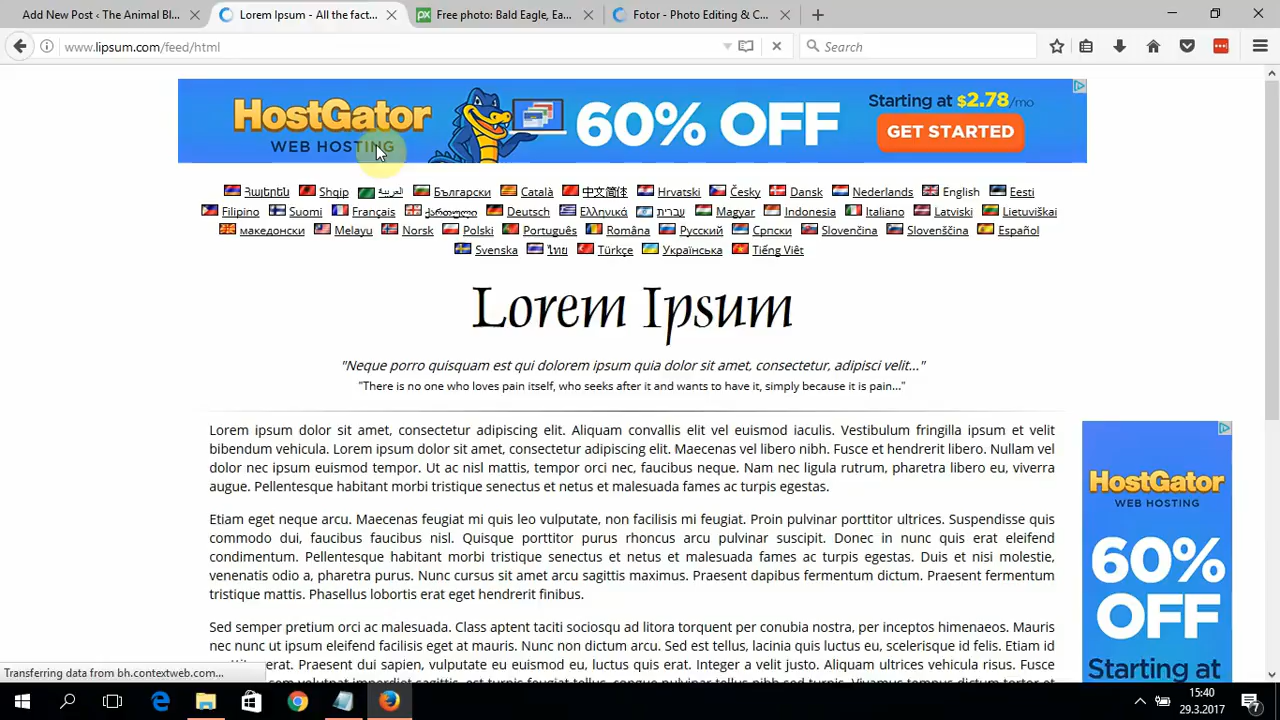 Add New Post ‹ The Animal Bl...
Lorem Ipsum - All the fact...
Free photo: Bald Eagle, Ea...
Fotor - Photo Editing & C...
www.lipsum.com/feed/html
Search
HostGator
WEB HOSTING
60% OFF
Starting at $2.78/mo
GET STARTED
Հայերեն Shqip العربية Български Català 中文简体 Hrvatski Česky Dansk Nederlands English Eesti
Filipino Suomi Français ქართული Deutsch Ελληνικά עברית Magyar Indonesia Italiano Latviski Lietuviškai
македонски Melayu Norsk Polski Português Româna Русский Српски Slovenčina Slovenščina Español
Svenska ไทย Türkçe Українська Tiếng Việt
Lorem Ipsum
"Neque porro quisquam est qui dolorem ipsum quia dolor sit amet, consectetur, adipisci velit..."
"There is no one who loves pain itself, who seeks after it and wants to have it, simply because it is pain..."
Lorem ipsum dolor sit amet, consectetur adipiscing elit. Aliquam convallis elit vel euismod iaculis. Vestibulum fringilla ipsum et velit
bibendum vehicula. Lorem ipsum dolor sit amet, consectetur adipiscing elit. Maecenas vel libero nibh. Fusce et hendrerit libero. Nullam vel
dolor nec ipsum euismod tempor. Ut ac nisl mattis, tempor orci nec, faucibus neque. Nam nec ligula rutrum, pharetra libero eu, viverra
augue. Pellentesque habitant morbi tristique senectus et netus et malesuada fames ac turpis egestas.
Etiam eget neque arcu. Maecenas feugiat mi quis leo vulputate, non facilisis mi feugiat. Proin pulvinar porttitor ultrices. Suspendisse quis
commodo dui, faucibus faucibus nisl. Quisque porttitor purus rhoncus arcu pulvinar suscipit. Donec in nunc quis erat eleifend
condimentum. Pellentesque habitant morbi tristique senectus et netus et malesuada fames ac turpis egestas. Duis et nisi molestie,
venenatis odio a, pharetra purus. Nunc cursus sit amet arcu sagittis maximus. Praesent dapibus fermentum dictum. Praesent fermentum
tristique mattis. Phasellus lobortis erat eget hendrerit finibus.
Sed semper pretium orci ac malesuada. Class aptent taciti sociosqu ad litora torquent per conubia nostra, per inceptos himenaeos. Mauris
nec nunc ut ipsum eleifend facilisis eget at mauris. Nunc non dictum arcu. Sed est tellus, lacinia quis luctus eu, scelerisque id felis. Etiam id
erat. Praesent dui sapien, vulputate eu euismod eu, luctus quis erat. Integer a velit justo. Aliquam ultrices vehicula risus. Fusce
HostGator
WEB HOSTING
60%
OFF
Starting at
Transferring data from bh.contextweb.com...
15:40
29.3.2017
7